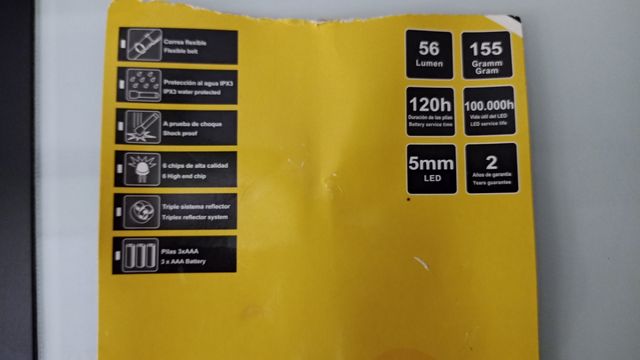 Correa flexible
Flexible belt
Protección al agua IPX3
IPX3 water protected
A prueba de choque
Shock proof
6 chips de alta calidad
6 High end chip
Triple sistema reflector
Triplex reflector system
Pilas 3xAAA
3 x AAA Battery
56
Lumen
155
Gramm
Gram
120h
Duración de las pilas
Battery service time
100.000h
Vida útil del LED
LED service life
5mm
LED
2
Años de garantía
Years guarantee